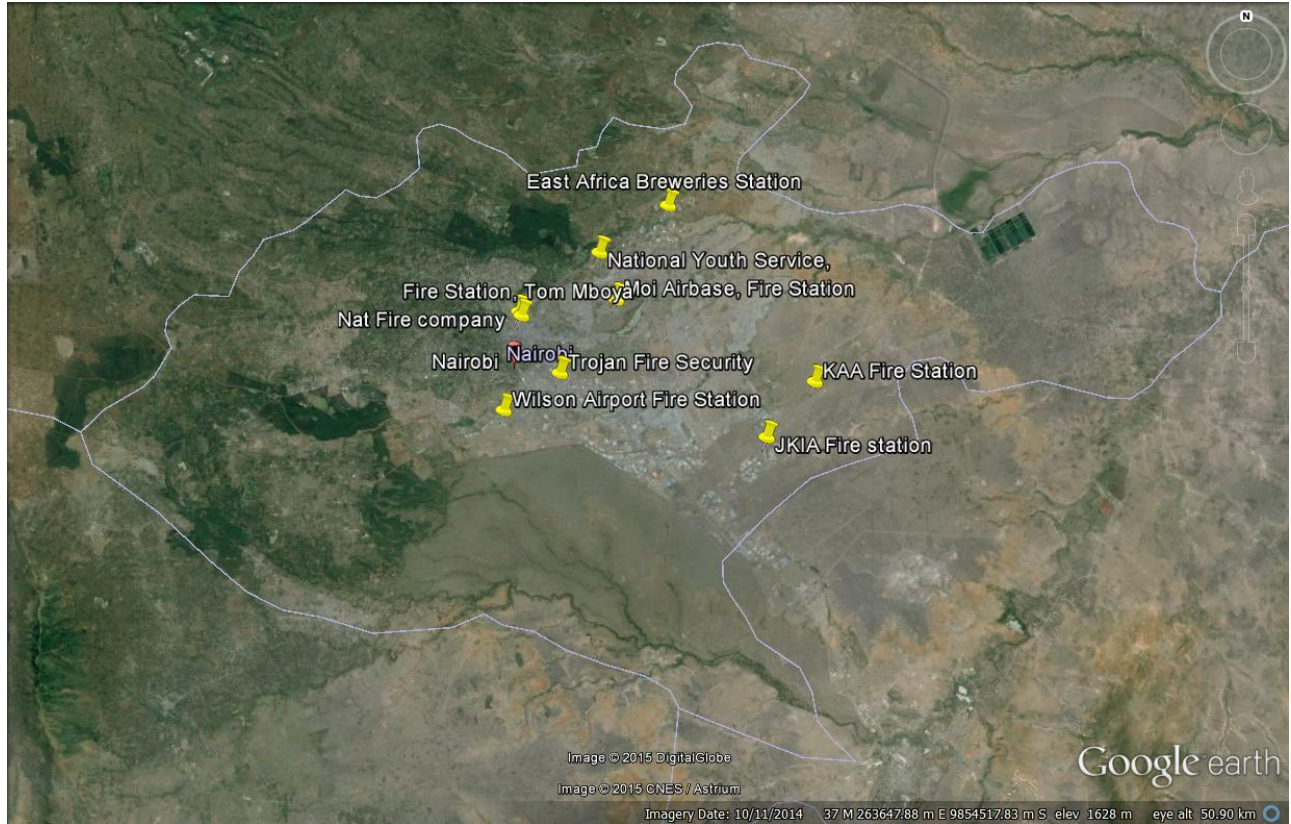 N
East Africa Breweries Station
National Youth Service,
Fire Station, Tom Mboya
Moi Airbase, Fire Station
Nat Fire company
Nairobi
Nairobi
Trojan Fire Security
KAA Fire Station
Wilson Airport Fire Station
JKIA Fire station
Image © 2015 DigitalGlobe
Google earth
Image © 2015 CNES / Astrium
Imagery Date: 10/11/2014 37 M 263647.88 m E 9854517.83 m S elev 1628 m eye alt 50.90 km